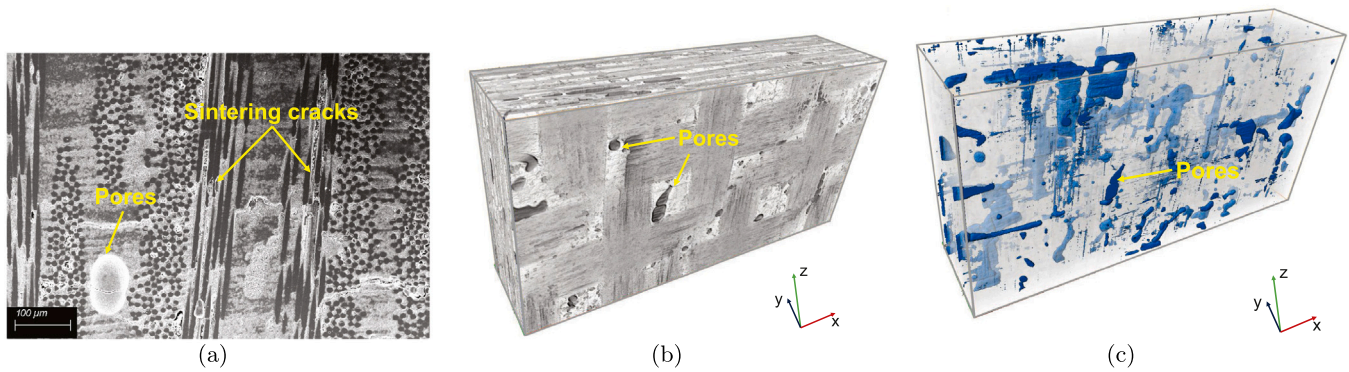 Sintering cracks
Pores
100 µm
(a)
Pores
z
y
x
(b)
Pores
z
y
x
(c)